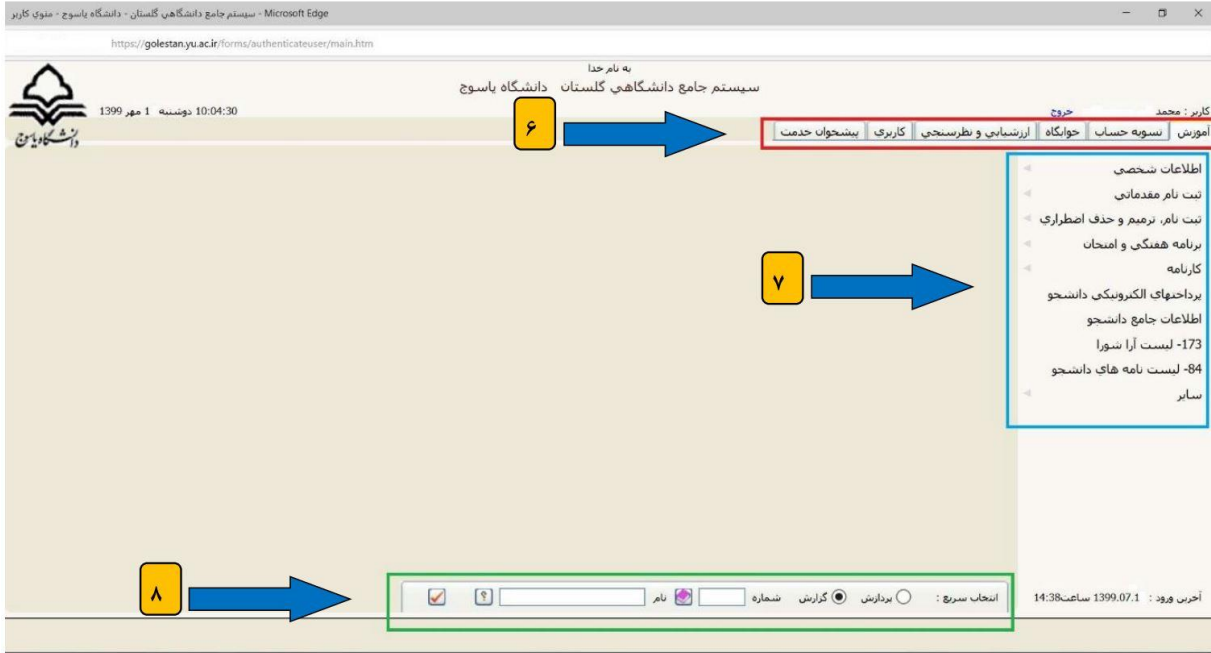 سيستم جامع دانشگاهي گلستان - دانشگاه ياسوج - منوي كاربر - Microsoft Edge
https://golestan.yu.ac.ir/forms/authenticateuser/main.htm
به نام خدا
سيستم جامع دانشگاهي گلستان   دانشگاه ياسوج
کاربر : محمد خروج
10:04:30 دوشنبه 1 مهر 1399
دانشگاه یاسوج
آموزش تسويه حساب خوابگاه ارزشيابي و نظرسنجي كاربري پيشخوان خدمت
۶
اطلاعات شخصي
ثبت نام مقدماتي
ثبت نام، ترميم و حذف اضطراري
برنامه هفتگي و امتحان
كارنامه
پرداختهاي الكترونيكي دانشجو
اطلاعات جامع دانشجو
173- ليست آرا شورا
84- ليست نامه هاي دانشجو
ساير
۷
۸
آخرين ورود : 1399.07.1 ساعت14:38
انتخاب سريع : پردازش گزارش شماره نام ؟